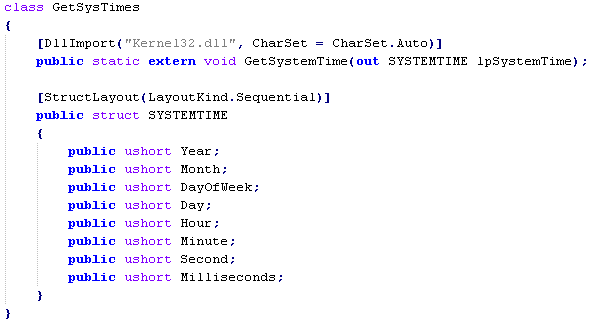 class GetSysTimes
{
[DllImport("Kernel32.dll", CharSet = CharSet.Auto)]
public static extern void GetSystemTime(out SYSTEMTIME lpSystemTime);
[StructLayout(LayoutKind.Sequential)]
public struct SYSTEMTIME
{
public ushort Year;
public ushort Month;
public ushort DayOfWeek;
public ushort Day;
public ushort Hour;
public ushort Minute;
public ushort Second;
public ushort Milliseconds;
}
}